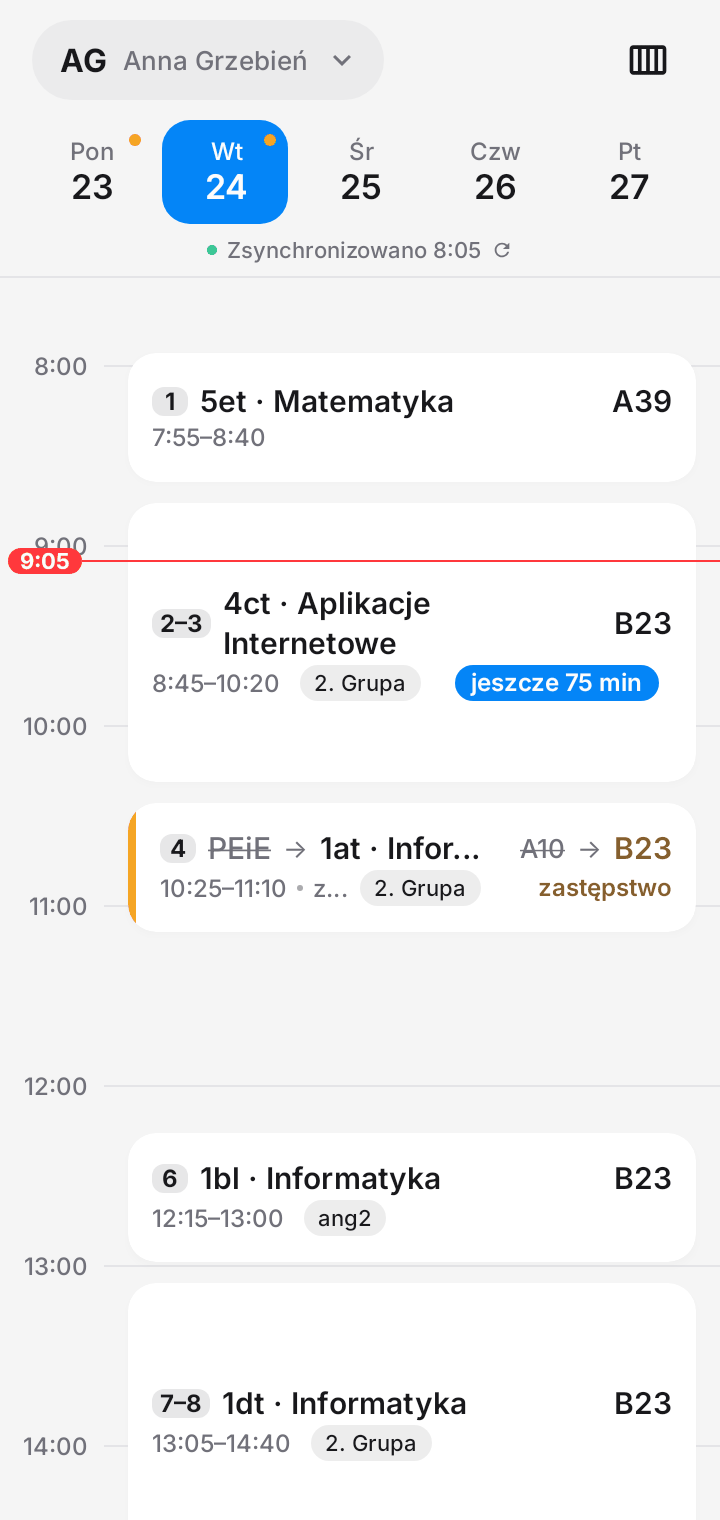 AG Anna Grzebień
Pon Wt Śr Czw Pt
23 24 25 26 27
Zsynchronizowano 8:05
8:00
1 5et · Matematyka A39
7:55–8:40
9:00
9:05
2–3 4ct · Aplikacje Internetowe B23
8:45–10:20 2. Grupa jeszcze 75 min
10:00
4 PEiE → 1at · Infor... A10 → B23
10:25–11:10 • z... 2. Grupa zastępstwo
11:00
12:00
6 1bl · Informatyka B23
12:15–13:00 ang2
13:00
7–8 1dt · Informatyka B23
13:05–14:40 2. Grupa
14:00